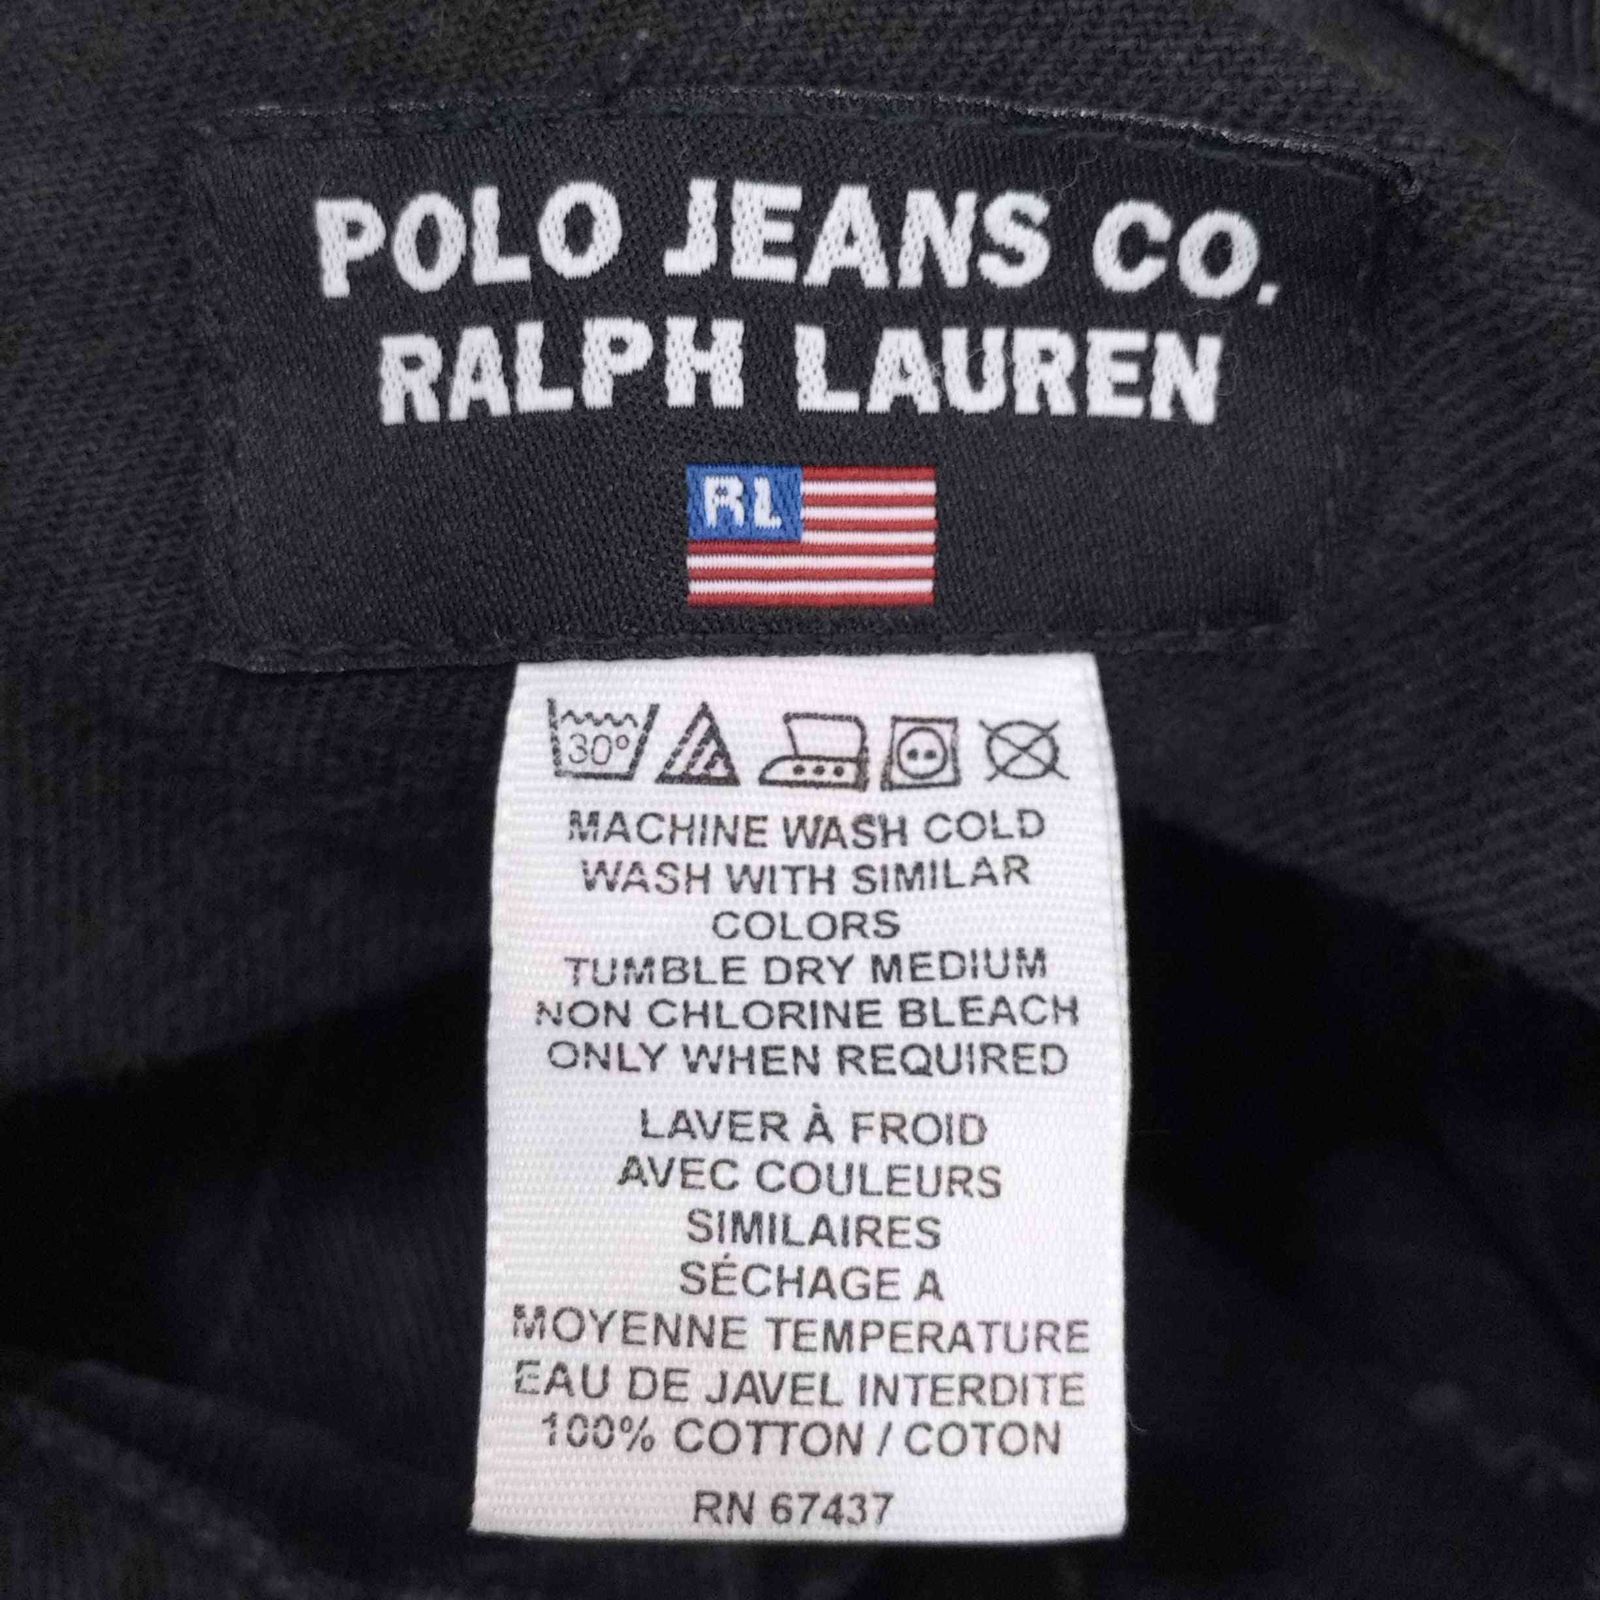 POLO JEANS CO.
RALPH LAUREN
RL
30°
MACHINE WASH COLD
WASH WITH SIMILAR
COLORS
TUMBLE DRY MEDIUM
NON CHLORINE BLEACH
ONLY WHEN REQUIRED
LAVER À FROID
AVEC COULEURS
SIMILAIRES
SÉCHAGE A
MOYENNE TEMPERATURE
EAU DE JAVEL INTERDITE
100% COTTON / COTON
RN 67437